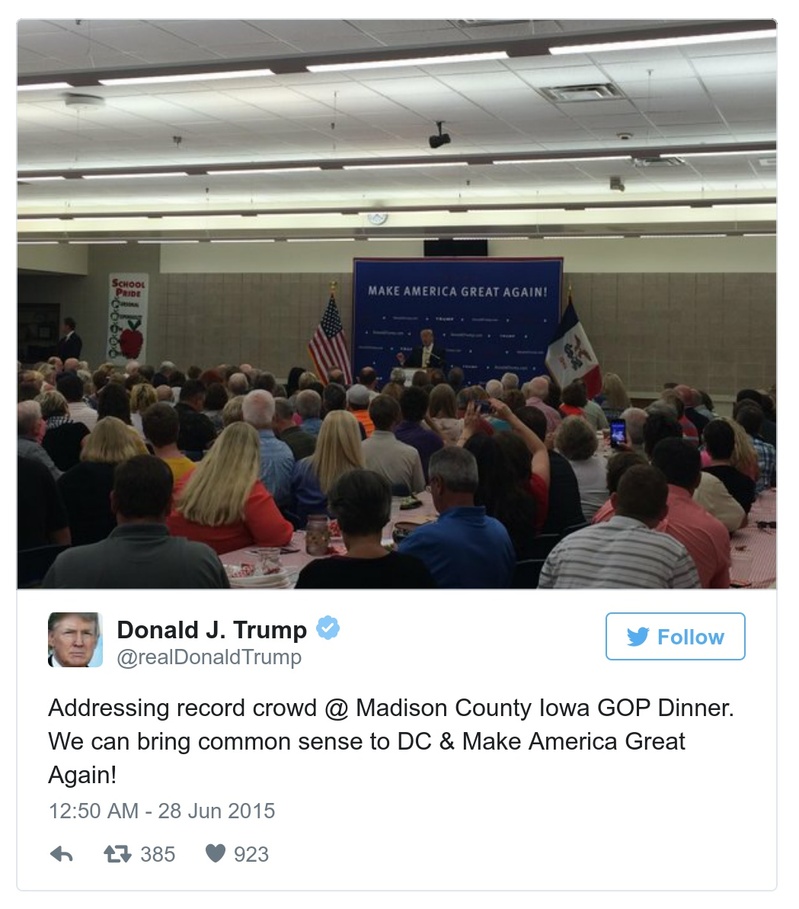 SCHOOL
PRIDE
MAKE AMERICA GREAT AGAIN!
TRUMP
Donald J. Trump
@realDonaldTrump
Follow
Addressing record crowd @ Madison County Iowa GOP Dinner.
We can bring common sense to DC & Make America Great
Again!
12:50 AM - 28 Jun 2015
385
923